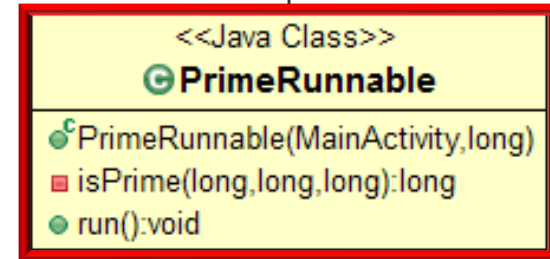 <<Java Class>>
C PrimeRunnable
C PrimeRunnable(MainActivity,long)
isPrime(long,long,long):long
run():void